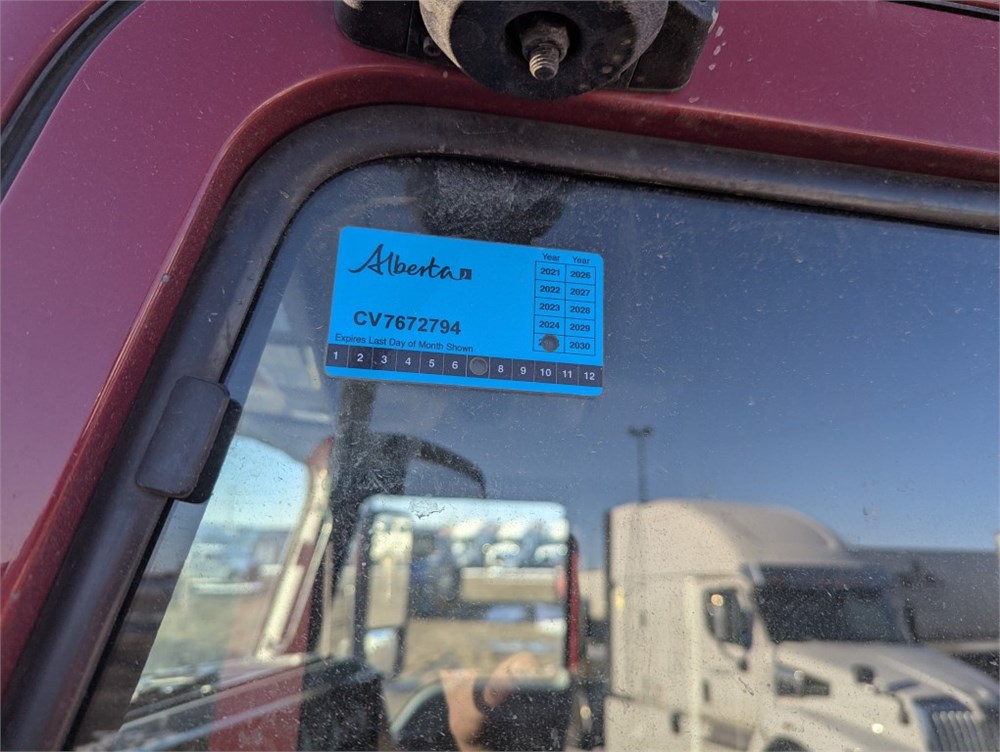 Alberta
Year Year
2021 2026
2022 2027
2023 2028
2024 2029
2030
CV7672794
Expires Last Day of Month Shown
1 2 3 4 5 6 8 9 10 11 12